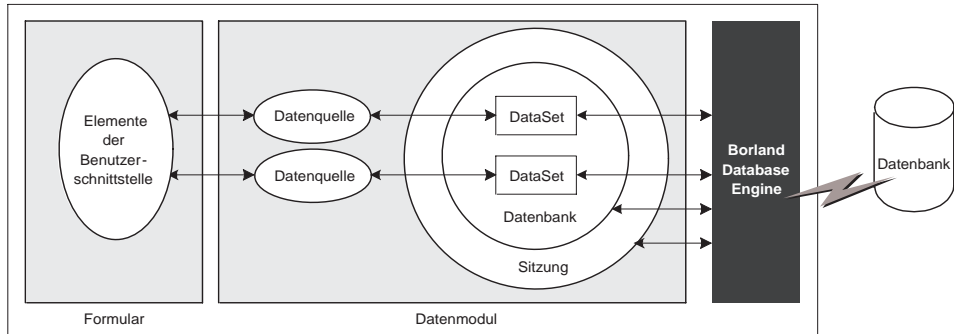 Elemente
der
Benutzer-
schnittstelle
Datenquelle
Datenquelle
DataSet
DataSet
Datenbank
Sitzung
Borland
Database
Engine
Datenbank
Formular
Datenmodul